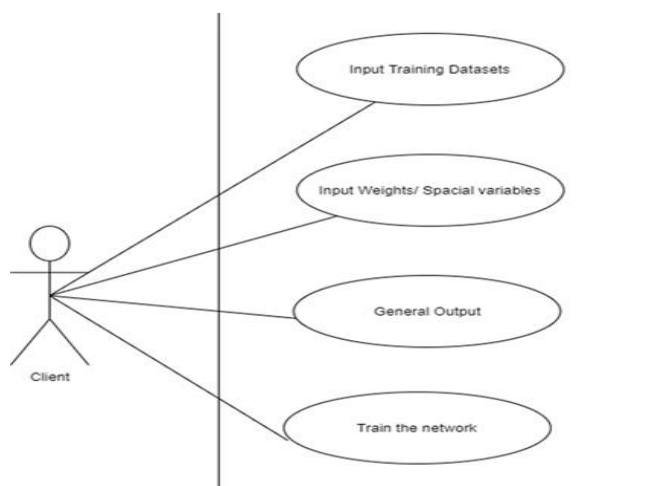 Input Training Datasets
Input Weights/ Spacial variables
General Output
Client
Train the network